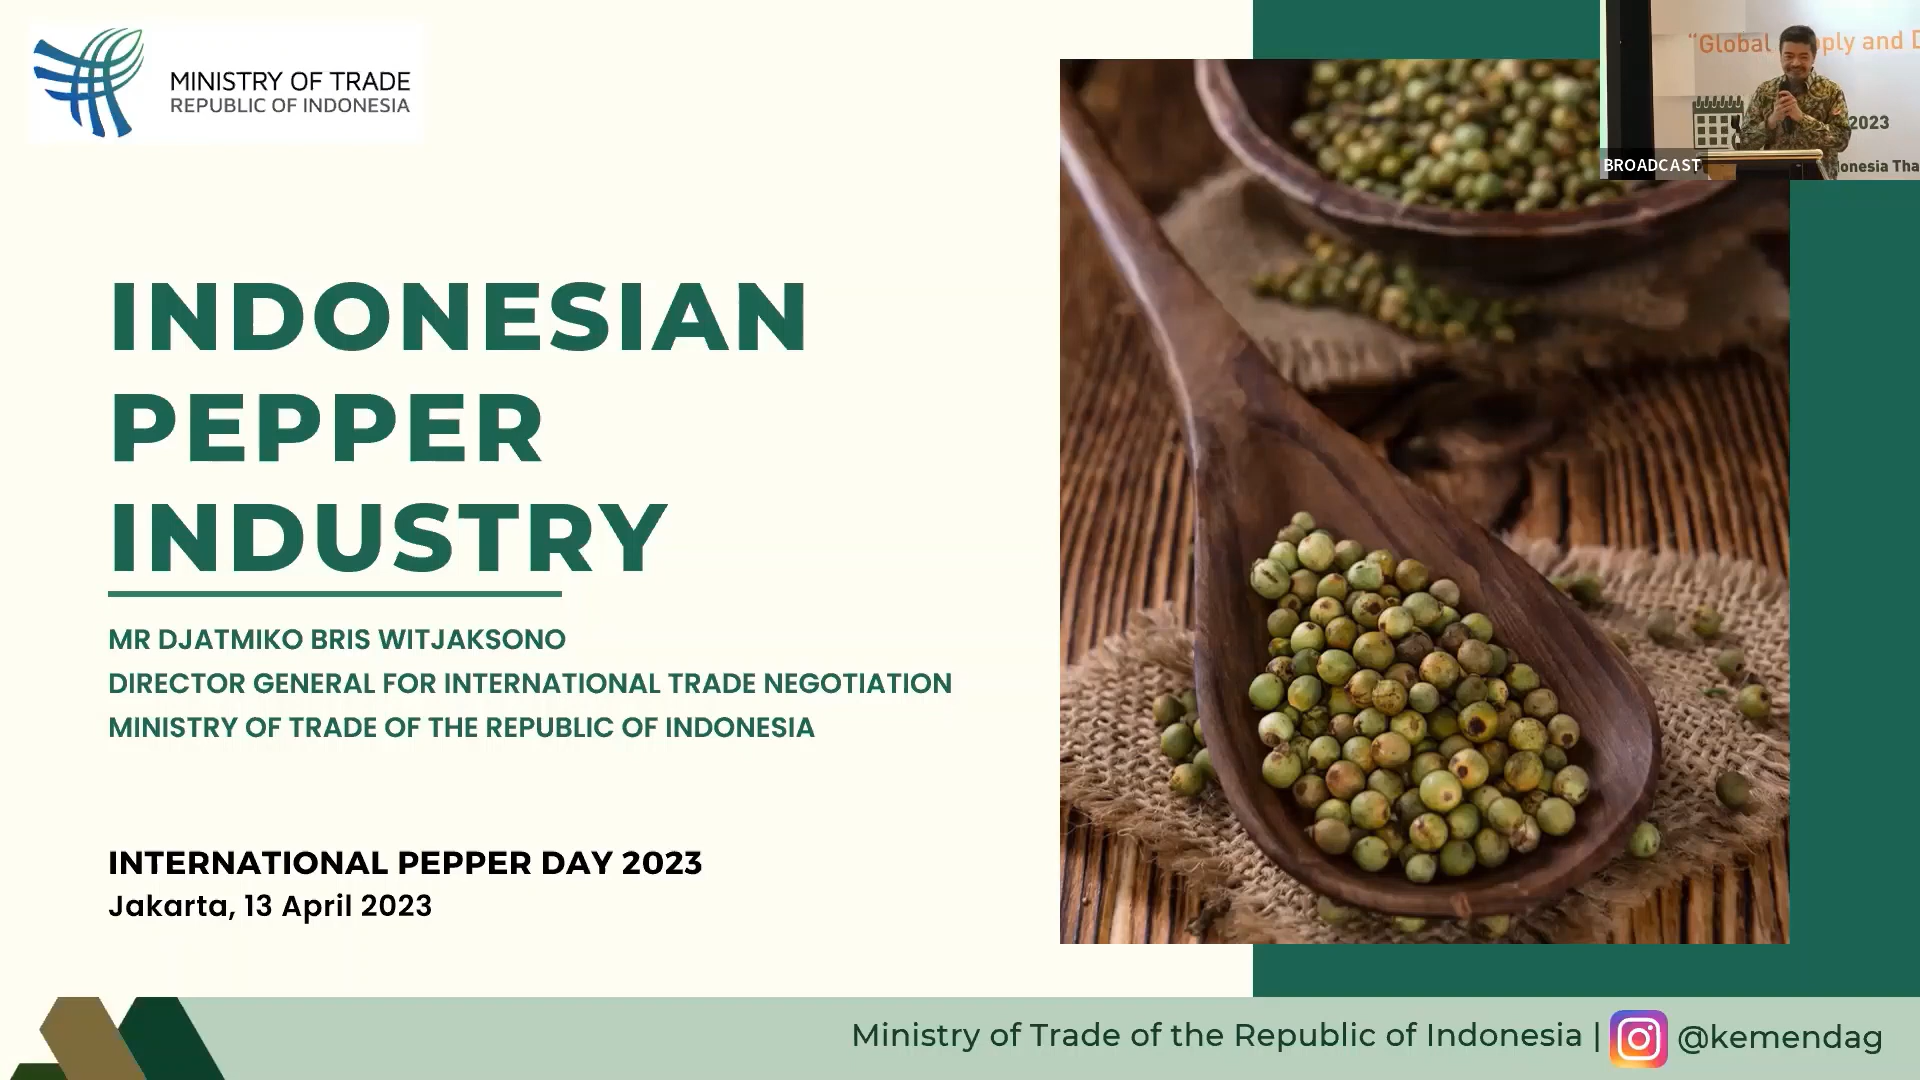 MINISTRY OF TRADE
REPUBLIC OF INDONESIA
INDONESIAN
PEPPER
INDUSTRY
MR DJATMIKO BRIS WITJAKSONO
DIRECTOR GENERAL FOR INTERNATIONAL TRADE NEGOTIATION
MINISTRY OF TRADE OF THE REPUBLIC OF INDONESIA
INTERNATIONAL PEPPER DAY 2023
Jakarta, 13 April 2023
"Global and
2023
BROADCAST
Ministry of Trade of the Republic of Indonesia | @kemendag